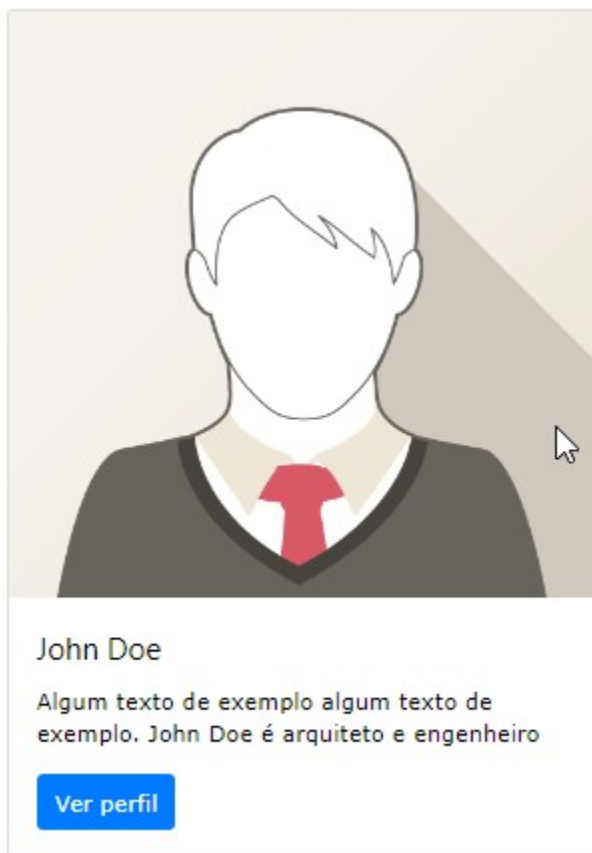 John Doe
Algum texto de exemplo algum texto de
exemplo. John Doe é arquiteto e engenheiro
Ver perfil